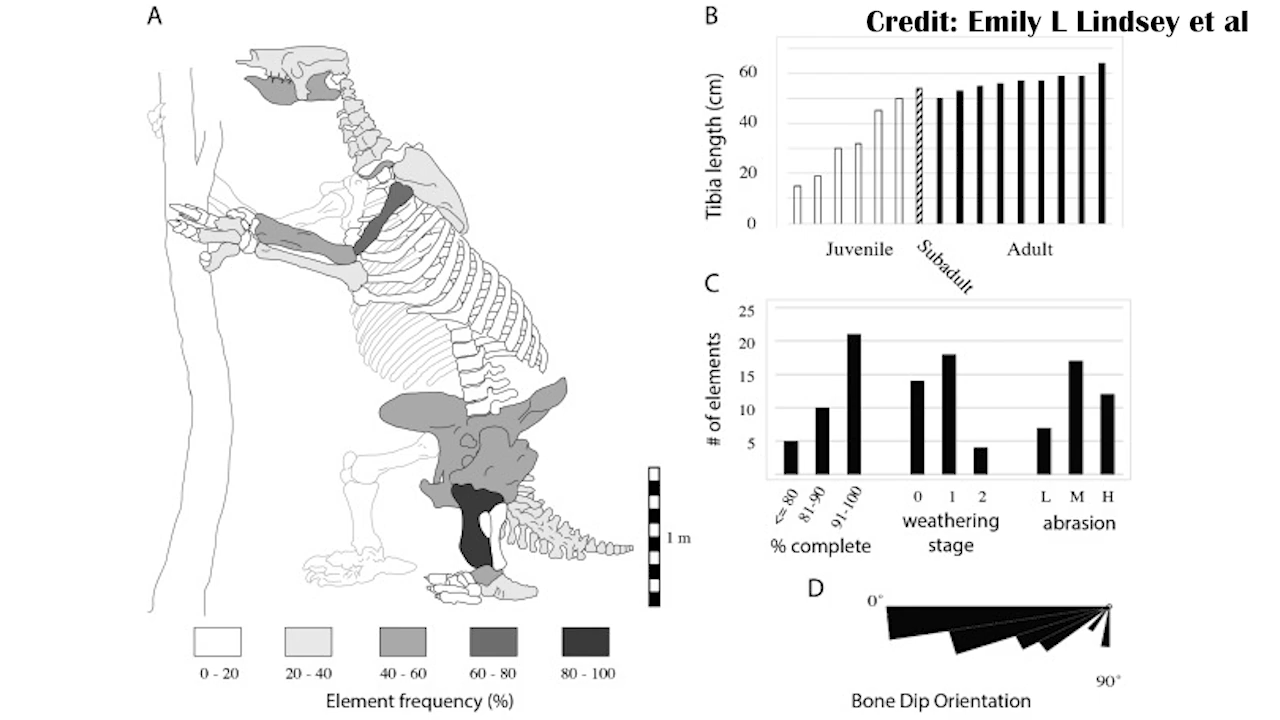 A
B
Credit: Emily L Lindsey et al
Tibia length (cm)
60
40
20
0
Juvenile
Subadult
Adult
C
# of elements
25
20
15
10
5
<= 80
81-90
91-100
% complete
0 1 2
weathering
stage
L M H
abrasion
1 m
D
0°
90°
Bone Dip Orientation
0 - 20
20 - 40
40 - 60
60 - 80
80 - 100
Element frequency (%)